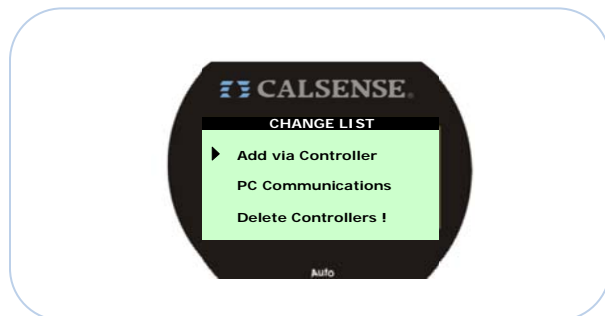 CALSENSE®
CHANGE LIST
Add via Controller
PC Communications
Delete Controllers !
Auto